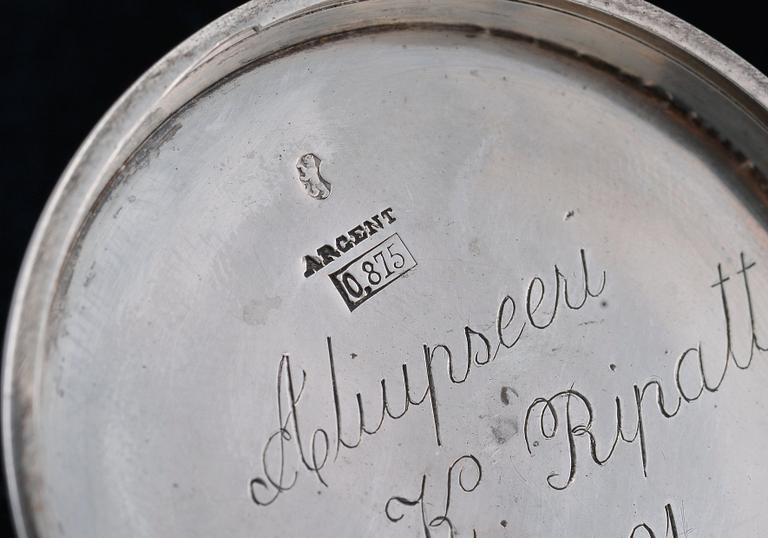 ARGENT
0,875
Aliupseeri
K. Ripatt